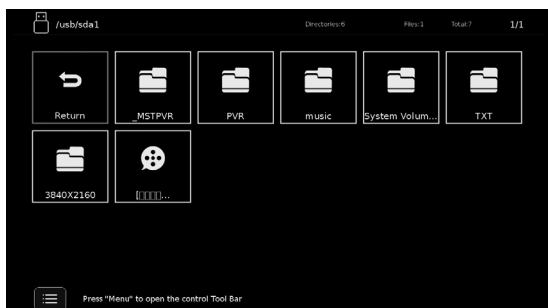 /usb/sda1
Directories:6
Files:1
Total:7
1/1
Return
_MSTPVR
PVR
music
System Volum...
TXT
3840X2160
[▯▯▯▯...
Press "Menu" to open the control Tool Bar